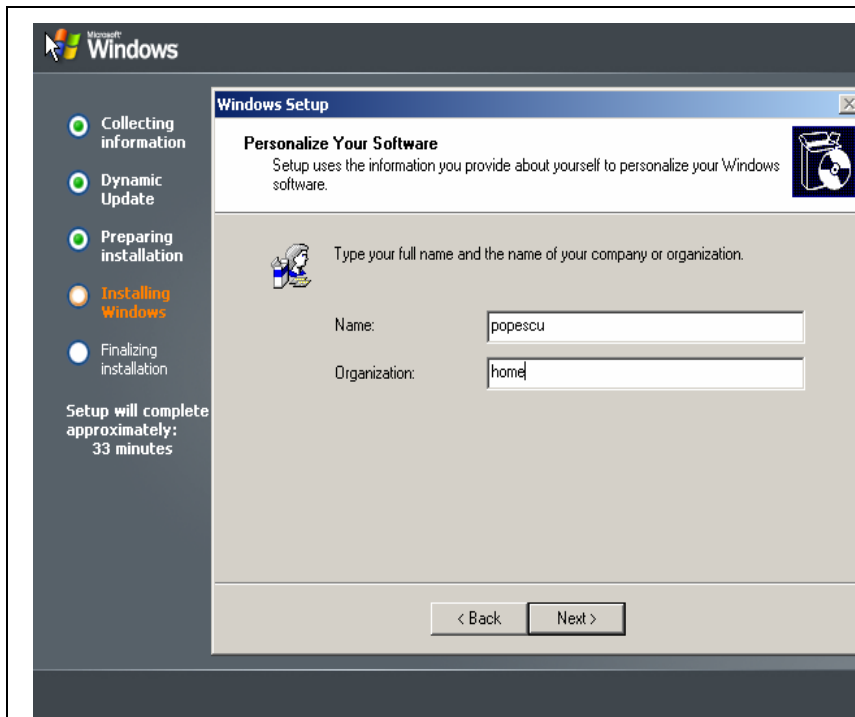 Microsoft
Windows
Collecting
information
Dynamic
Update
Preparing
installation
Installing
Windows
Finalizing
installation
Setup will complete
approximately:
33 minutes
Windows Setup
Personalize Your Software
Setup uses the information you provide about yourself to personalize your Windows
software.
Type your full name and the name of your company or organization.
Name: popescu
Organization: home
< Back Next >